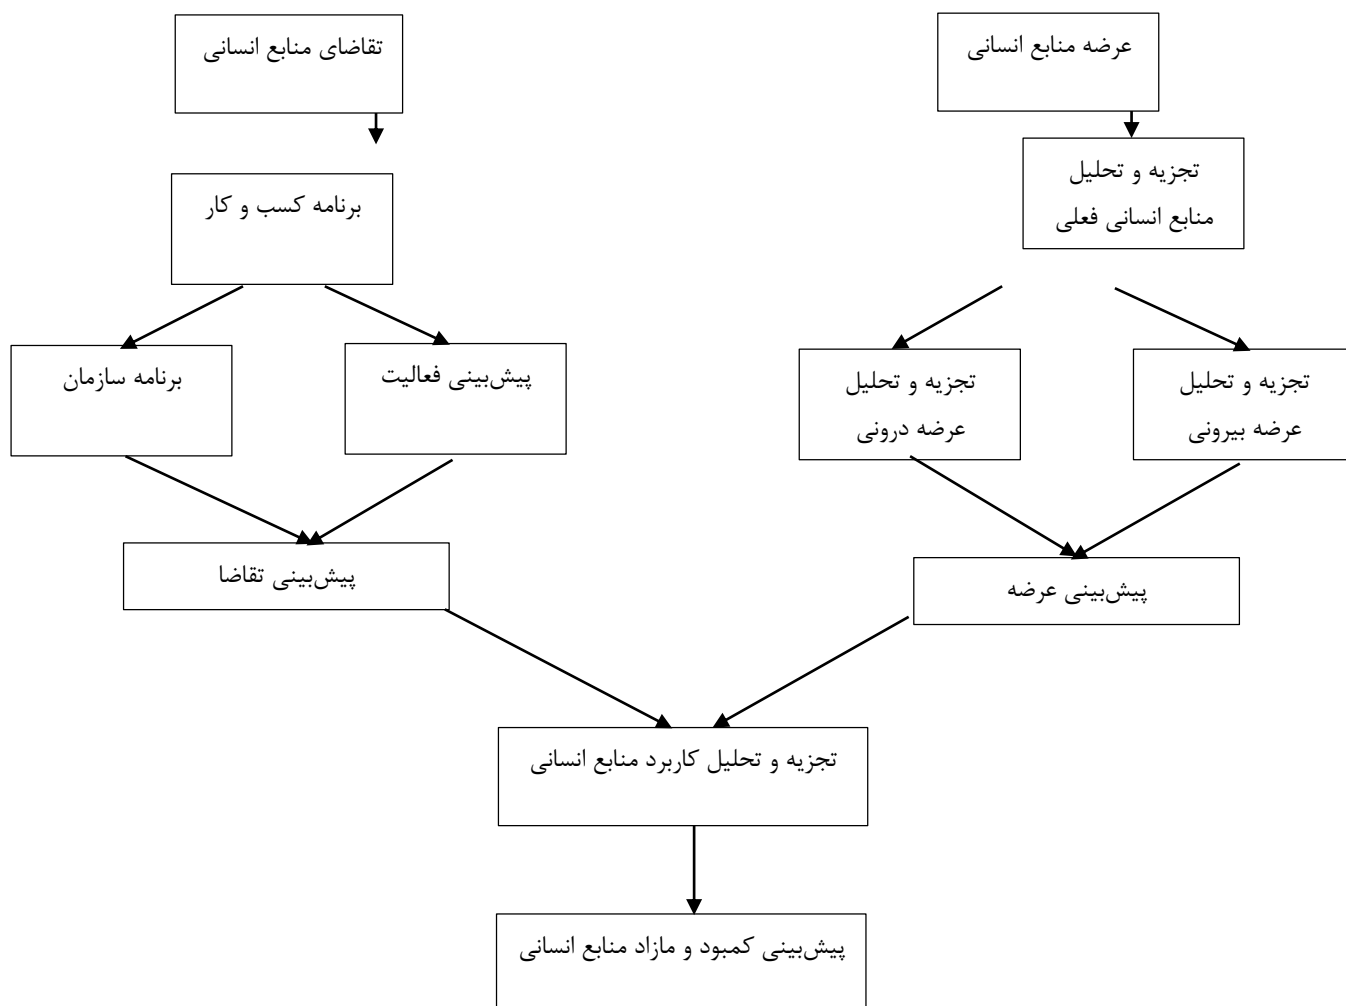 عرضه منابع انسانی
تقاضای منابع انسانی
تجزیه و تحلیل
منابع انسانی فعلی
برنامه کسب و کار
تجزیه و تحلیل
عرضه بیرونی
تجزیه و تحلیل
عرضه درونی
پیش‌بینی فعالیت
برنامه سازمان
پیش‌بینی عرضه
پیش‌بینی تقاضا
تجزیه و تحلیل کاربرد منابع انسانی
پیش‌بینی کمبود و مازاد منابع انسانی